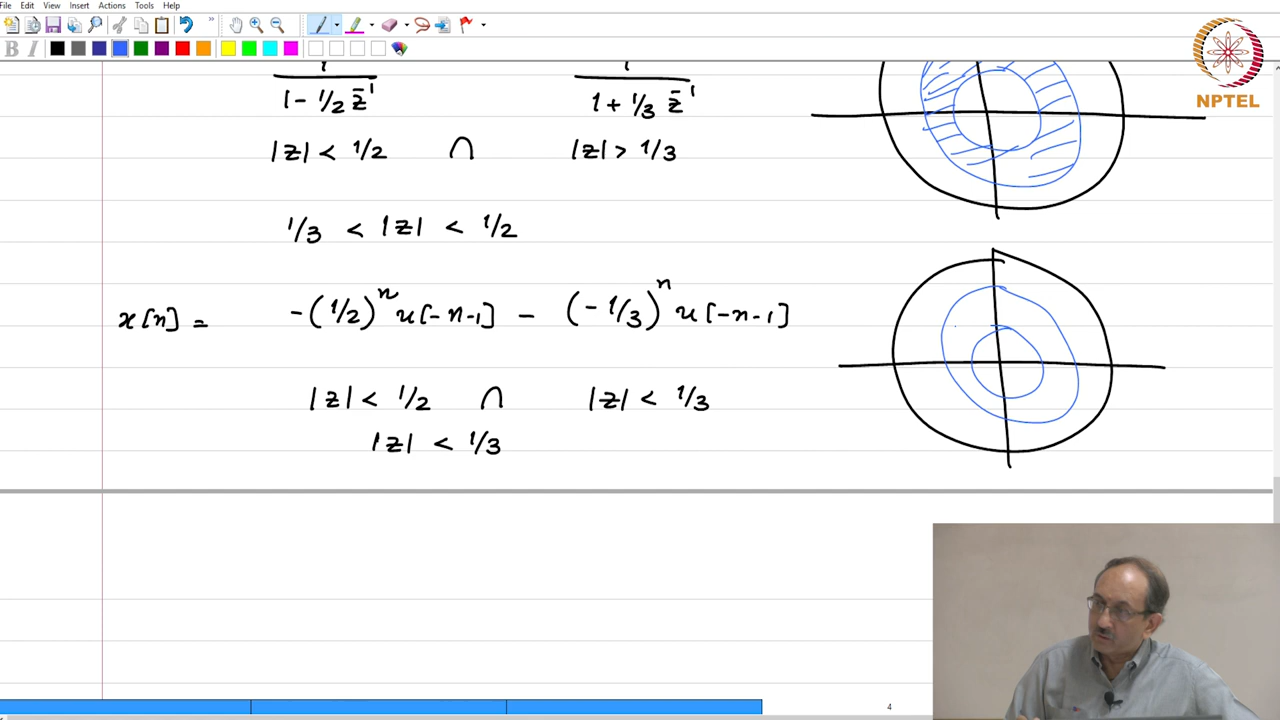 File Edit View Insert Actions Tools Help
B I U
NPTEL
1 - 1/2 z̄¹ 1 + 1/3 z̄¹
|z| < 1/2 ∩ |z| > 1/3
1/3 < |z| < 1/2
x[n] = -(1/2)ⁿ u[-n-1] - (-1/3)ⁿ u[-n-1]
|z| < 1/2 ∩ |z| < 1/3
|z| < 1/3
4